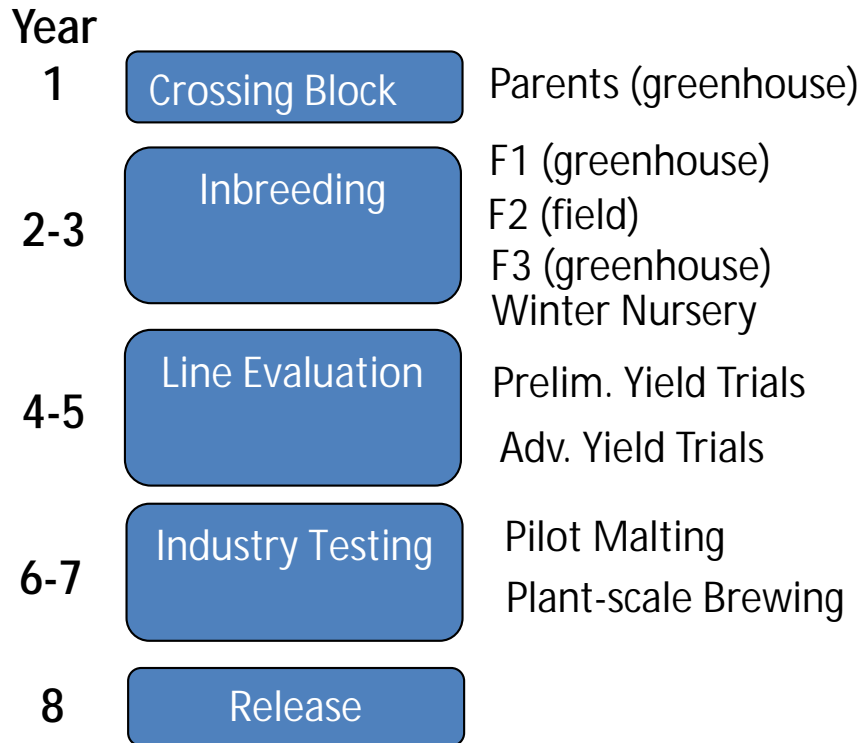 Year
1
Crossing Block
Parents (greenhouse)
2-3
Inbreeding
F1 (greenhouse)
F2 (field)
F3 (greenhouse)
Winter Nursery
4-5
Line Evaluation
Prelim. Yield Trials
Adv. Yield Trials
6-7
Industry Testing
Pilot Malting
Plant-scale Brewing
8
Release